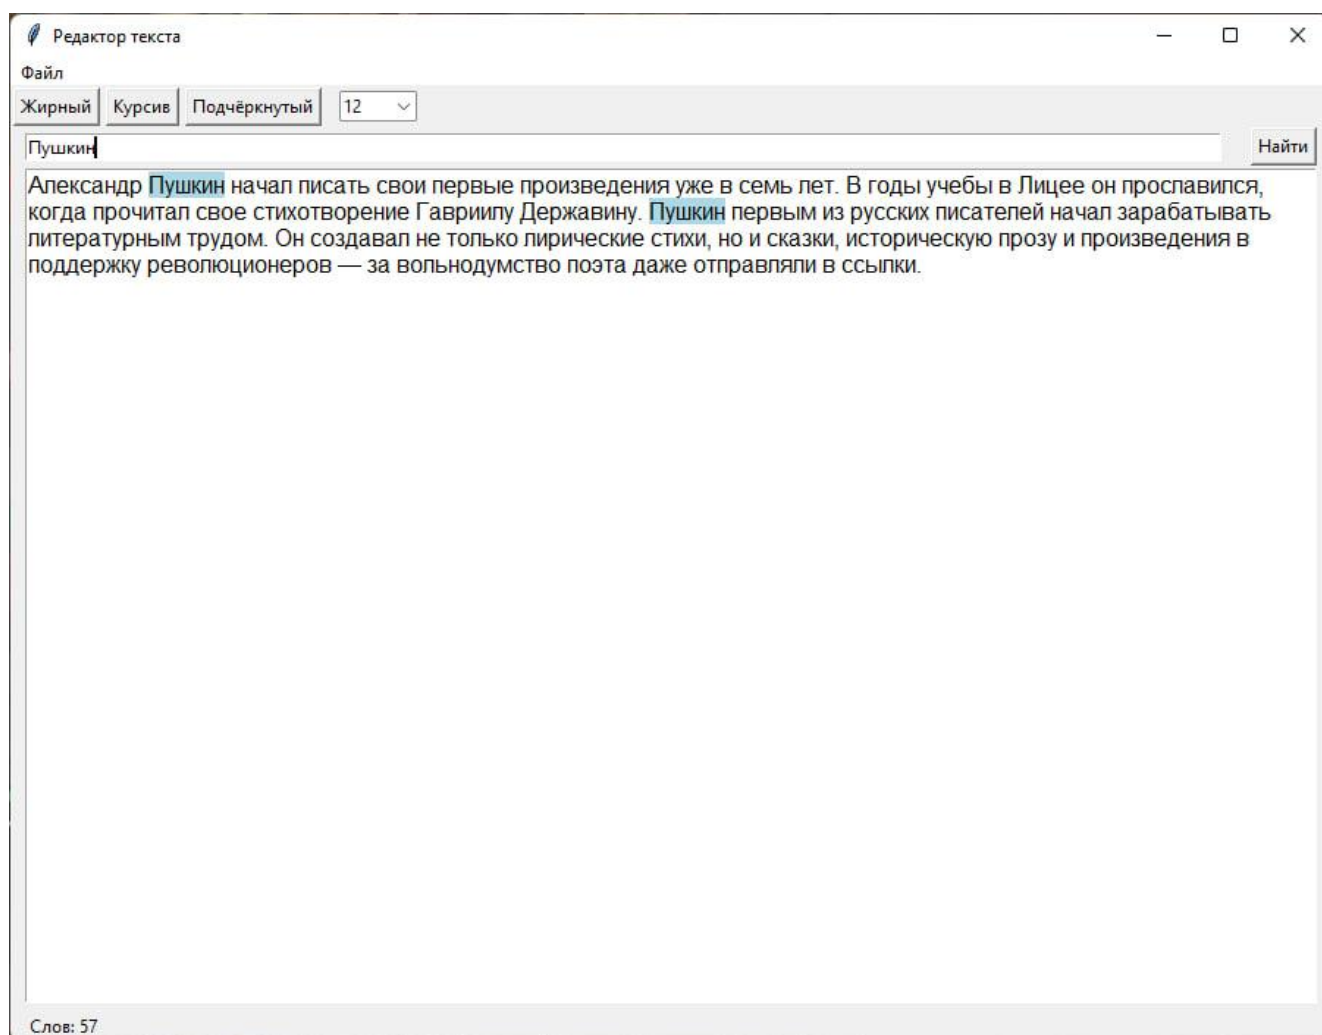 Редактор текста
Файл
Жирный Курсив Подчёркнутый 12
Пушкин Найти
Александр Пушкин начал писать свои первые произведения уже в семь лет. В годы учебы в Лицее он прославился,
когда прочитал свое стихотворение Гавриилу Державину. Пушкин первым из русских писателей начал зарабатывать
литературным трудом. Он создавал не только лирические стихи, но и сказки, историческую прозу и произведения в
поддержку революционеров — за вольнодумство поэта даже отправляли в ссылки.
Слов: 57